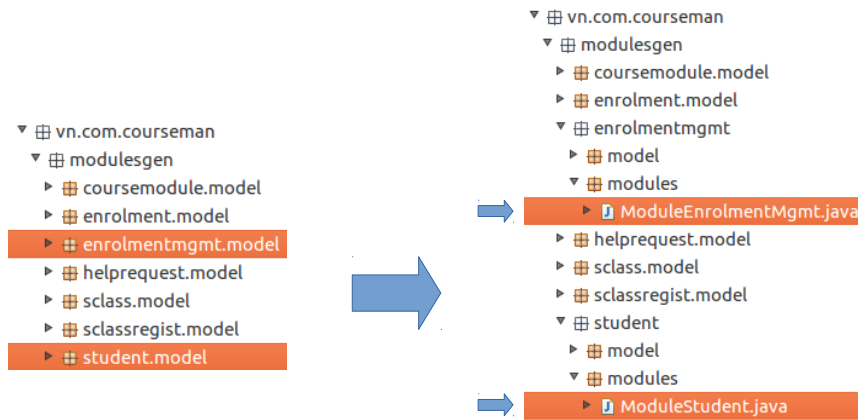 vn.com.courseman
modulesgen
coursemodule.model
enrolment.model
enrolmentmgmt.model
helprequest.model
sclass.model
sclassregist.model
student.model
vn.com.courseman
modulesgen
coursemodule.model
enrolment.model
enrolmentmgmt
model
modules
ModuleEnrolmentMgmt.java
helprequest.model
sclass.model
sclassregist.model
student
model
modules
ModuleStudent.java